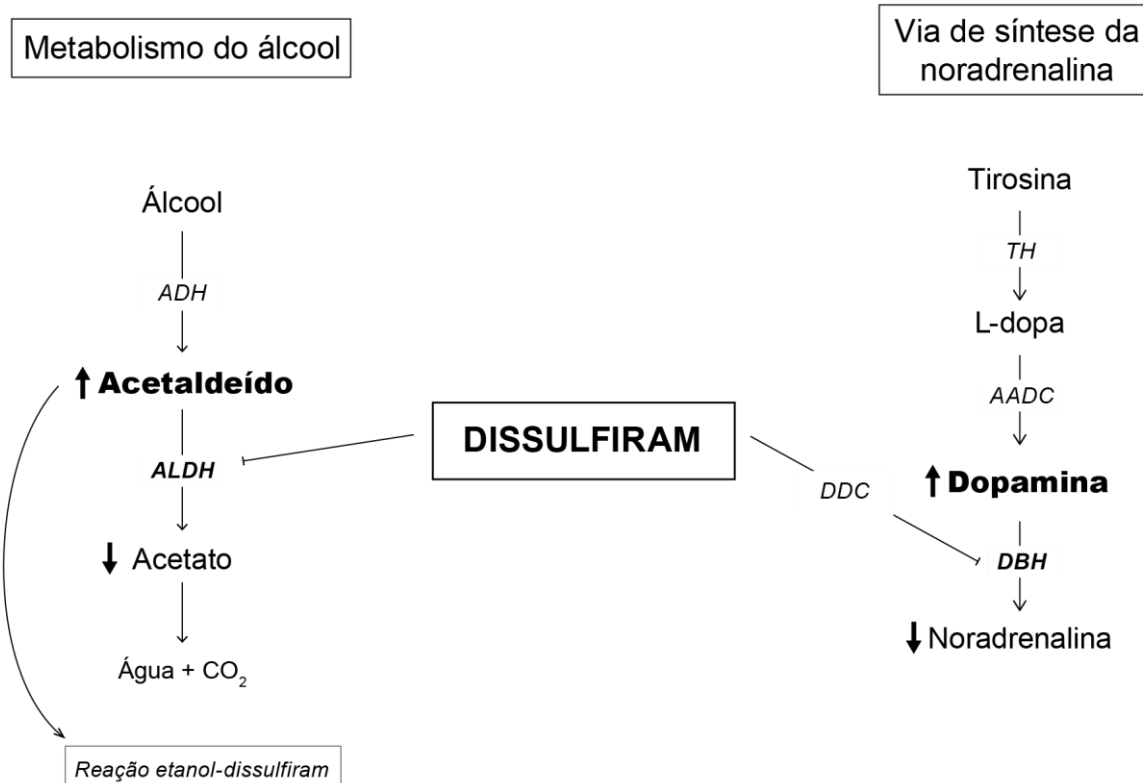 Metabolismo do álcool
Álcool
ADH
Acetaldeído
ALDH
Acetato
Água + CO₂
Reação etanol-dissulfiram
DISSULFIRAM
DDC
Via de síntese da
noradrenalina
Tirosina
TH
L-dopa
AADC
Dopamina
DBH
Noradrenalina